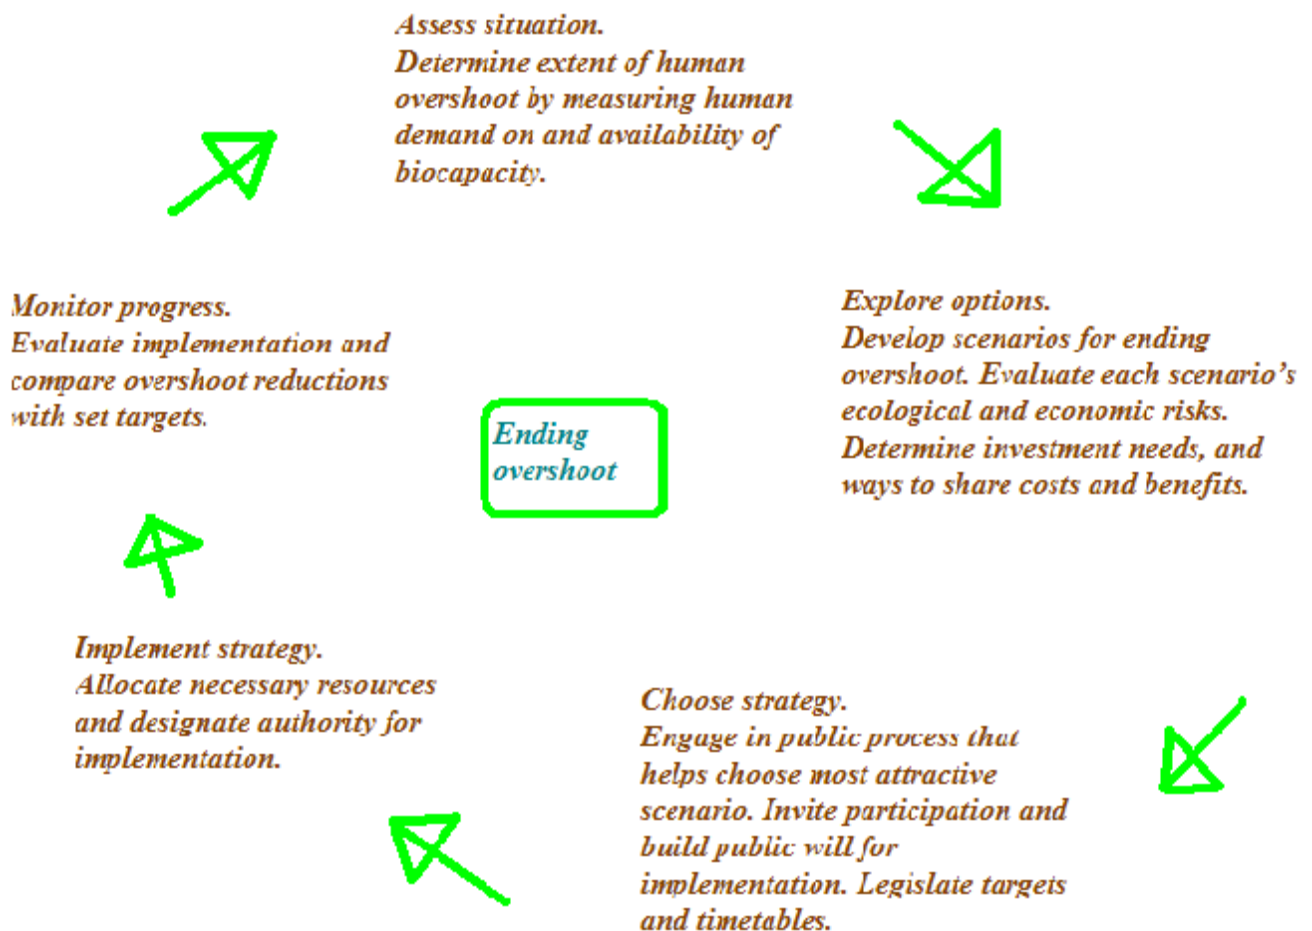 Assess situation.
Determine extent of human
overshoot by measuring human
demand on and availability of
biocapacity.
Explore options.
Develop scenarios for ending
overshoot. Evaluate each scenario's
ecological and economic risks.
Determine investment needs, and
ways to share costs and benefits.
Choose strategy.
Engage in public process that
helps choose most attractive
scenario. Invite participation and
build public will for
implementation. Legislate targets
and timetables.
Implement strategy.
Allocate necessary resources
and designate authority for
implementation.
Monitor progress.
Evaluate implementation and
compare overshoot reductions
with set targets.
Ending
overshoot